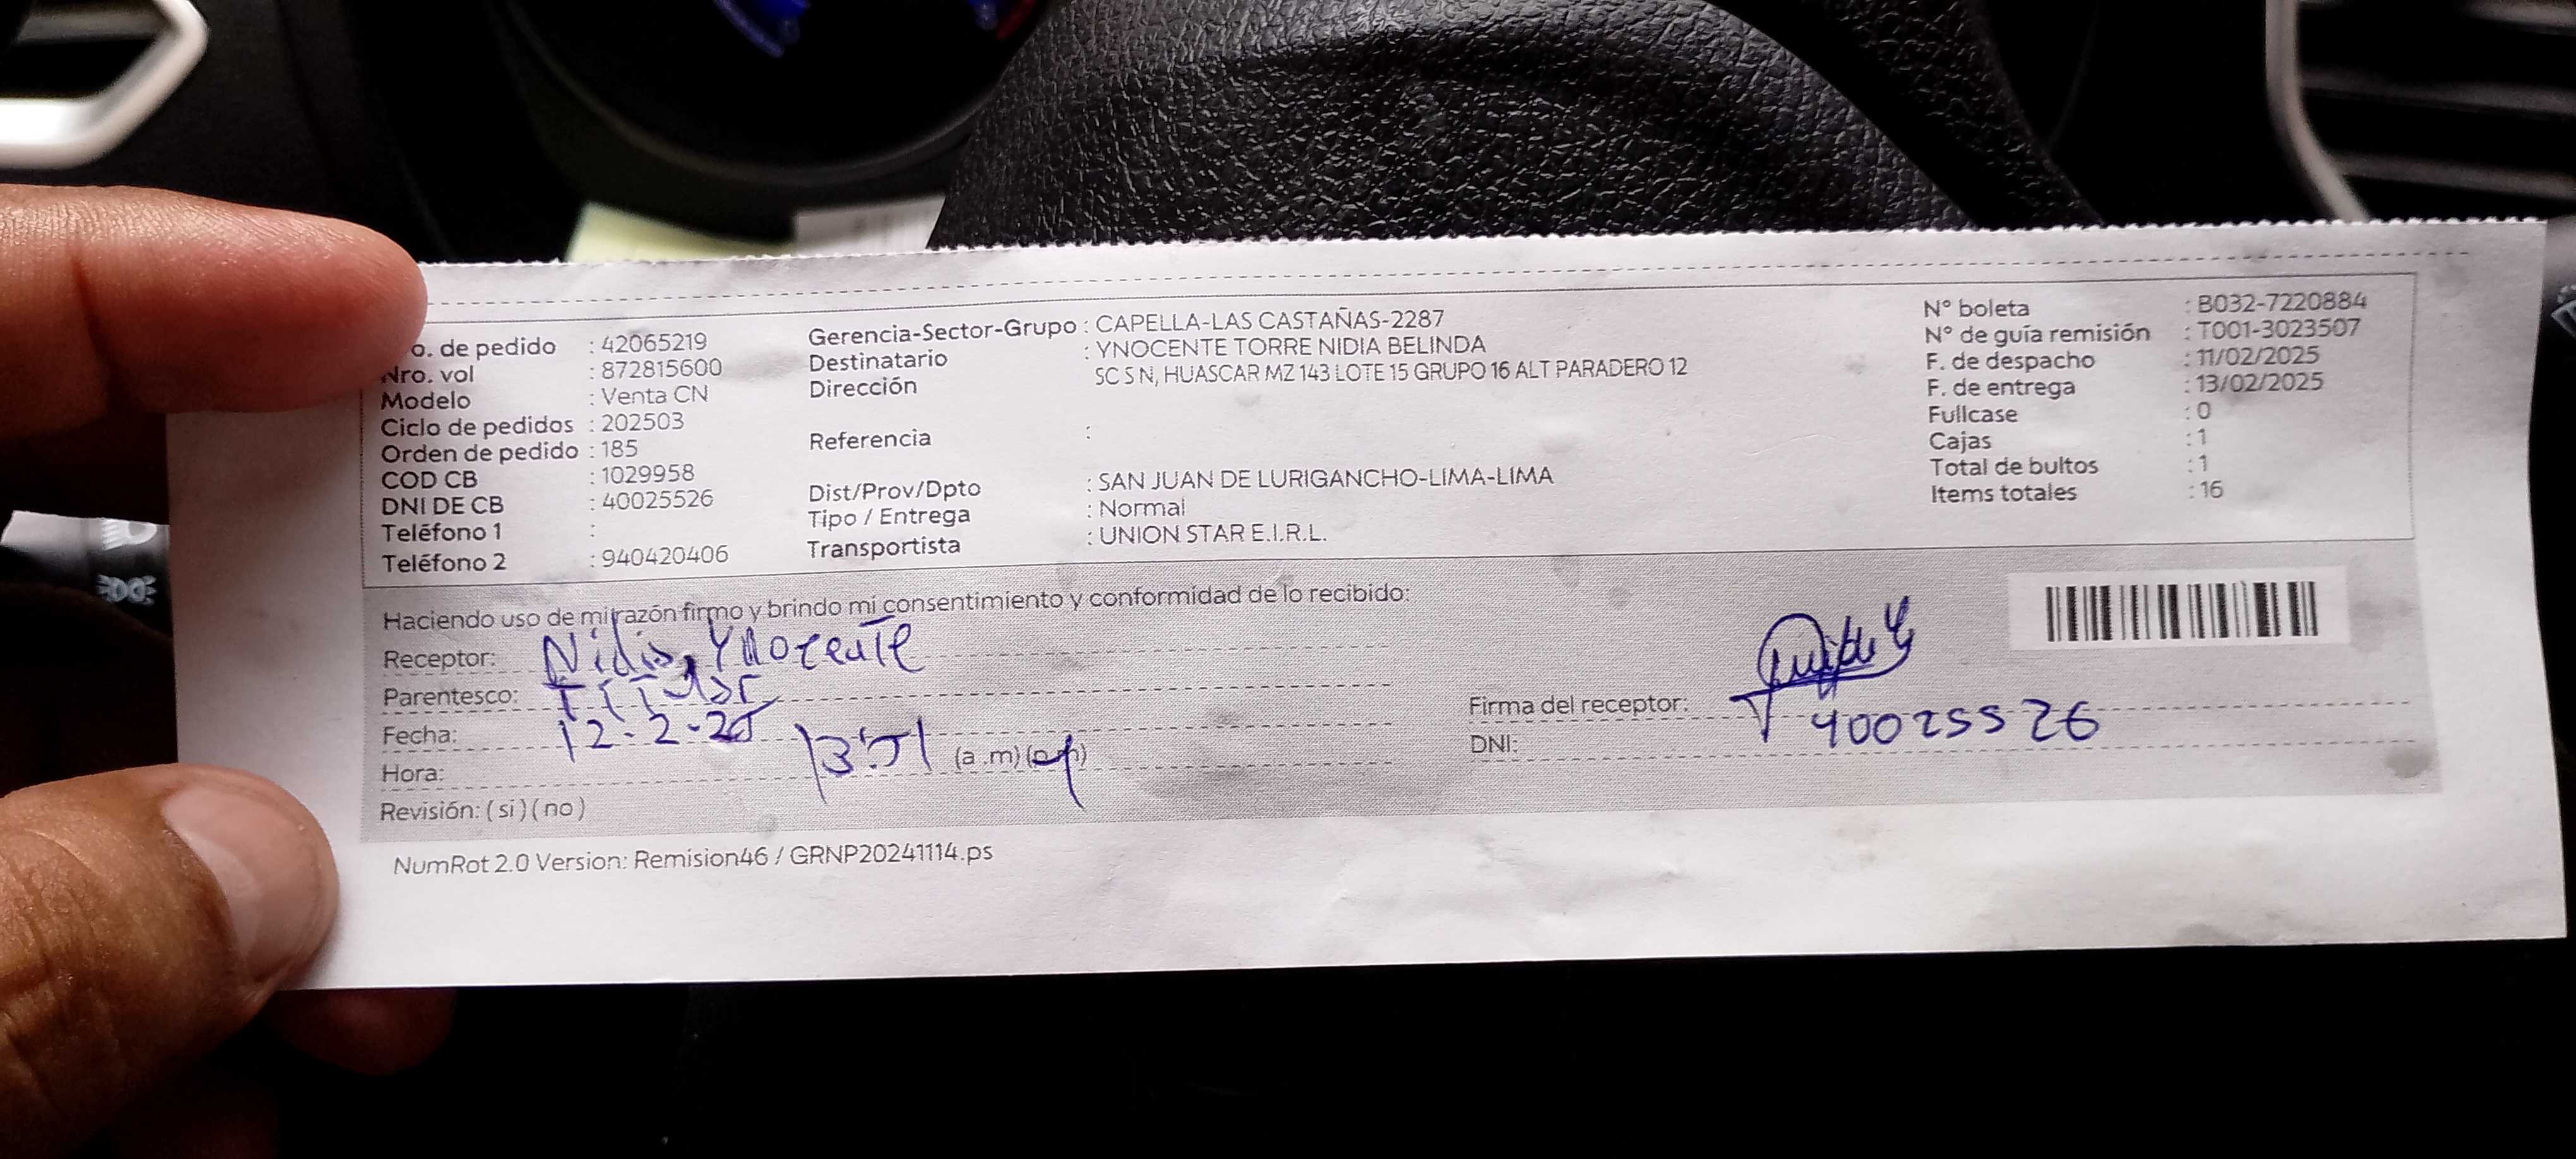 o. de pedido : 42065219
Nro. vol : 872815600
Modelo : Venta CN
Ciclo de pedidos : 202503
Orden de pedido : 185
COD CB : 1029958
DNI DE CB : 40025526
Teléfono 1 :
Teléfono 2 : 940420406
Gerencia-Sector-Grupo : CAPELLA-LAS CASTAÑAS-2287
Destinatario : YNOCENTE TORRE NIDIA BELINDA
Dirección SC S N, HUASCAR MZ 143 LOTE 15 GRUPO 16 ALT PARADERO 12
Referencia :
Dist/Prov/Dpto : SAN JUAN DE LURIGANCHO-LIMA-LIMA
Tipo / Entrega : Normal
Transportista : UNION STAR E.I.R.L.
N° boleta : B032-7220884
N° de guía remisión : T001-3023507
F. de despacho : 11/02/2025
F. de entrega : 13/02/2025
Fullcase : 0
Cajas : 1
Total de bultos : 1
Items totales : 16
Haciendo uso de mi razón firmo y brindo mi consentimiento y conformidad de lo recibido:
Receptor: Nidia Ynocente
Parentesco: Titular
Fecha: 12-2-25
Hora: 13:51 (a.m) (p.m)
Revisión: ( si ) ( no )
Firma del receptor:
DNI: 40025526
NumRot 2.0 Version: Remision46 / GRNP20241114.ps